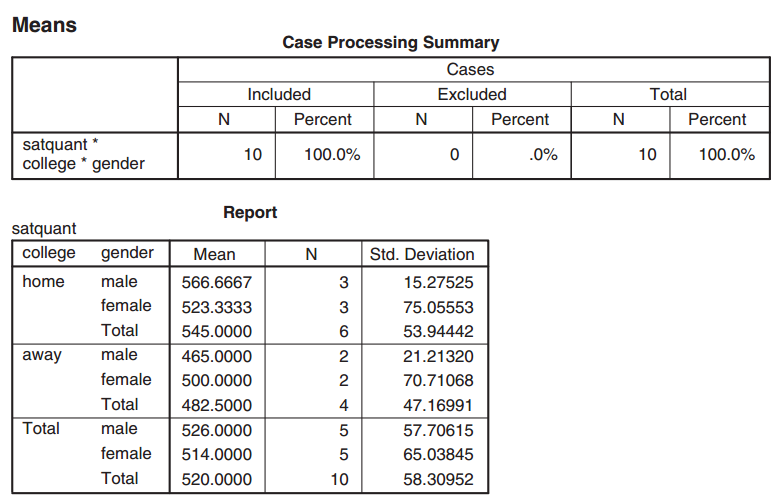 Means
Case Processing Summary
Cases
Included Excluded Total
N Percent N Percent N Percent
satquant *
college * gender 10 100.0% 0 .0% 10 100.0%
Report
satquant
college gender Mean N Std. Deviation
home male 566.6667 3 15.27525
female 523.3333 3 75.05553
Total 545.0000 6 53.94442
away male 465.0000 2 21.21320
female 500.0000 2 70.71068
Total 482.5000 4 47.16991
Total male 526.0000 5 57.70615
female 514.0000 5 65.03845
Total 520.0000 10 58.30952